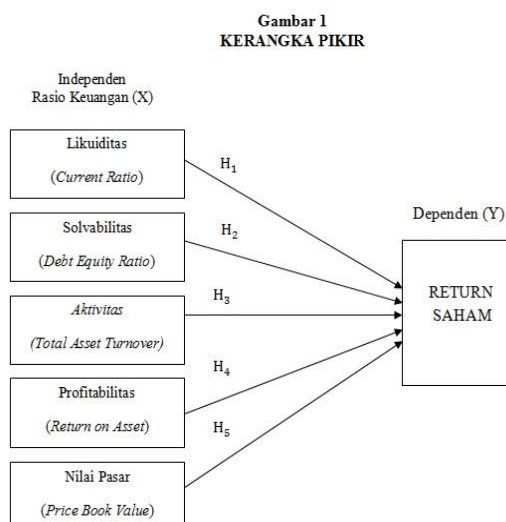 Gambar 1
KERANGKA PIKIR
Independen
Rasio Keuangan (X)
Likuiditas
(Current Ratio)
H₁
Solvabilitas
(Debt Equity Ratio)
H₂
Dependen (Y)
Aktivitas
(Total Asset Turnover)
H₃
RETURN
SAHAM
Profitabilitas
(Return on Asset)
H₄
Nilai Pasar
(Price Book Value)
H₅